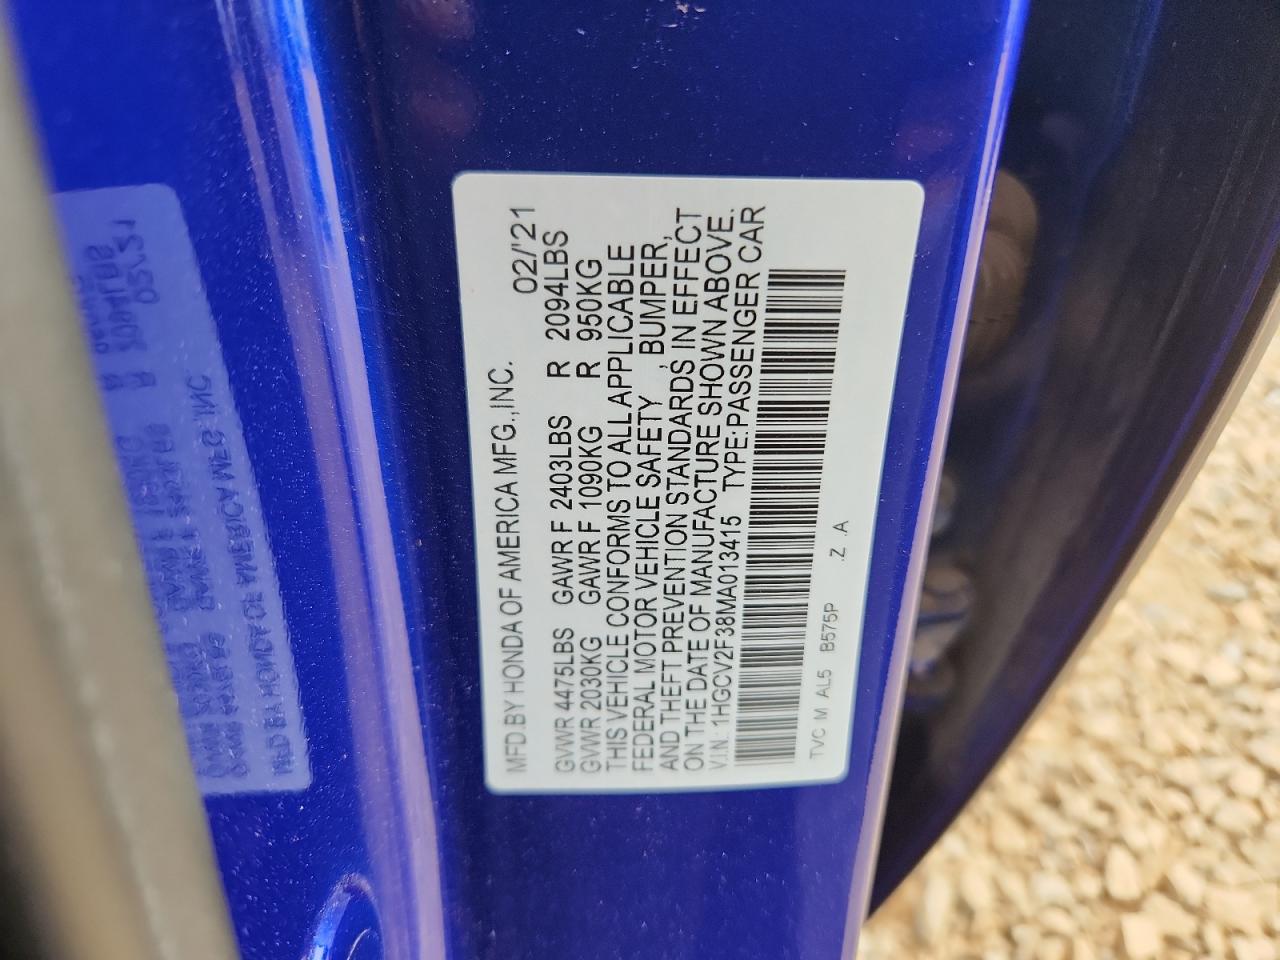 MFD.BY HONDA OF AMERICA MFG.,INC. 02/'21
GVWR 4475LBS GAWR F 2403LBS R 2094LBS
GVWR 2030KG GAWR F 1090KG R 950KG
THIS VEHICLE CONFORMS TO ALL APPLICABLE
FEDERAL MOTOR VEHICLE SAFETY , BUMPER,
AND THEFT PREVENTION STANDARDS IN EFFECT
ON THE DATE OF MANUFACTURE SHOWN ABOVE.
V.I.N.: 1HGCV2F38MA013415 TYPE:PASSENGER CAR
TVC M AL5 B575P .Z .A